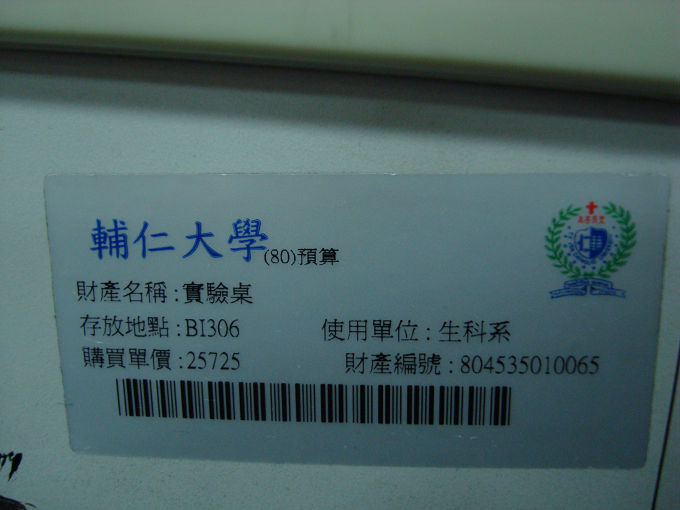 輔仁大學(80)預算
財產名稱:實驗桌
存放地點:BI306 使用單位:生科系
購買單價:25725 財產編號:804535010065